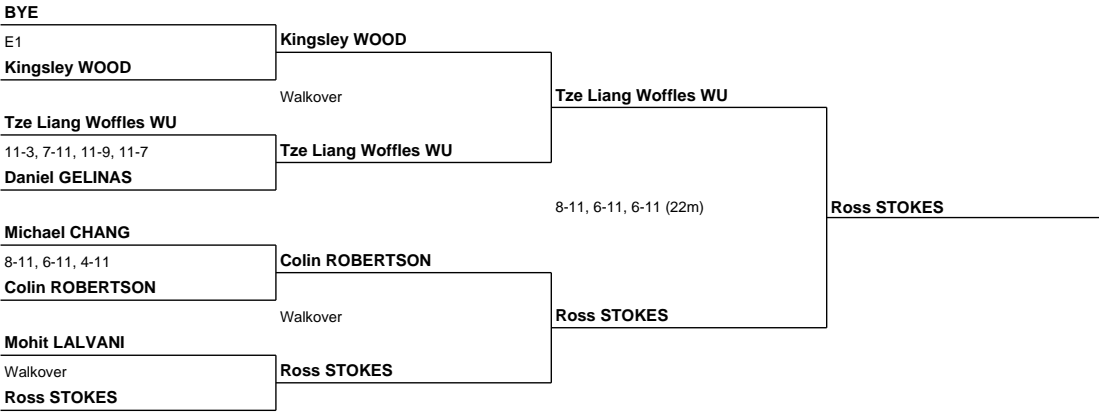 BYE
E1
Kingsley WOOD
Kingsley WOOD
Walkover
Tze Liang Woffles WU
Tze Liang Woffles WU
11-3, 7-11, 11-9, 11-7
Daniel GELINAS
Tze Liang Woffles WU
8-11, 6-11, 6-11 (22m)
Ross STOKES
Michael CHANG
8-11, 6-11, 4-11
Colin ROBERTSON
Colin ROBERTSON
Walkover
Ross STOKES
Mohit LALVANI
Walkover
Ross STOKES
Ross STOKES